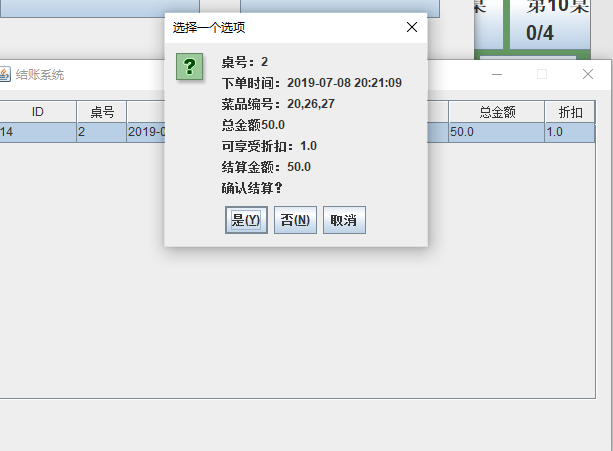 第10桌
0/4
选择一个选项
桌号：2
下单时间：2019-07-08 20:21:09
菜品编号：20,26,27
总金额50.0
可享受折扣：1.0
结算金额：50.0
确认结算?
是(Y) 否(N) 取消
结账系统
ID 桌号 总金额 折扣
14 2 2019-0 50.0 1.0